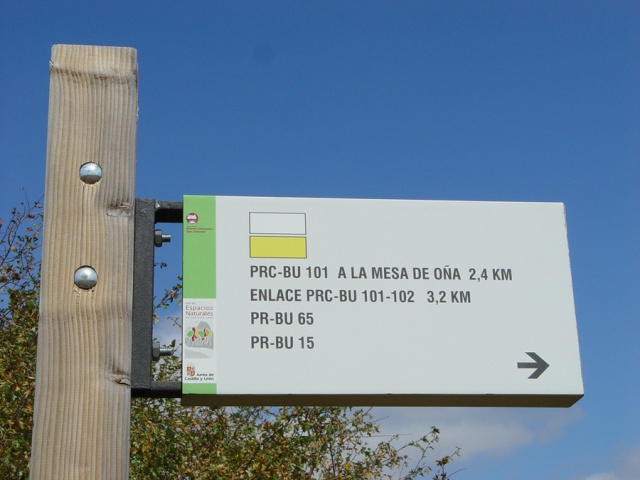 PRC-BU 101 A LA MESA DE OÑA 2,4 KM
ENLACE PRC-BU 101-102 3,2 KM
PR-BU 65
PR-BU 15
Espacios
Naturales
Junta de
Castilla y León